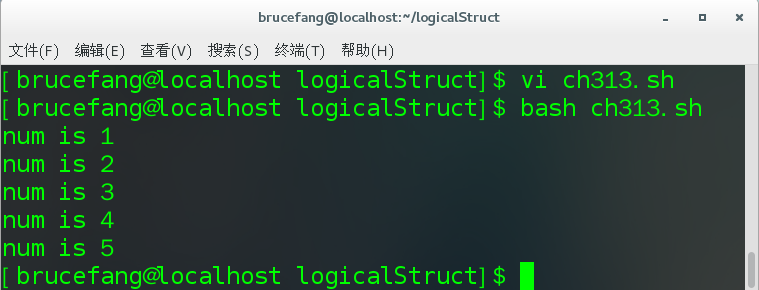 brucefang@localhost:~/logicalStruct
文件(F) 编辑(E) 查看(V) 搜索(S) 终端(T) 帮助(H)
[brucefang@localhost logicalStruct]$ vi ch313.sh
[brucefang@localhost logicalStruct]$ bash ch313.sh
num is 1
num is 2
num is 3
num is 4
num is 5
[brucefang@localhost logicalStruct]$